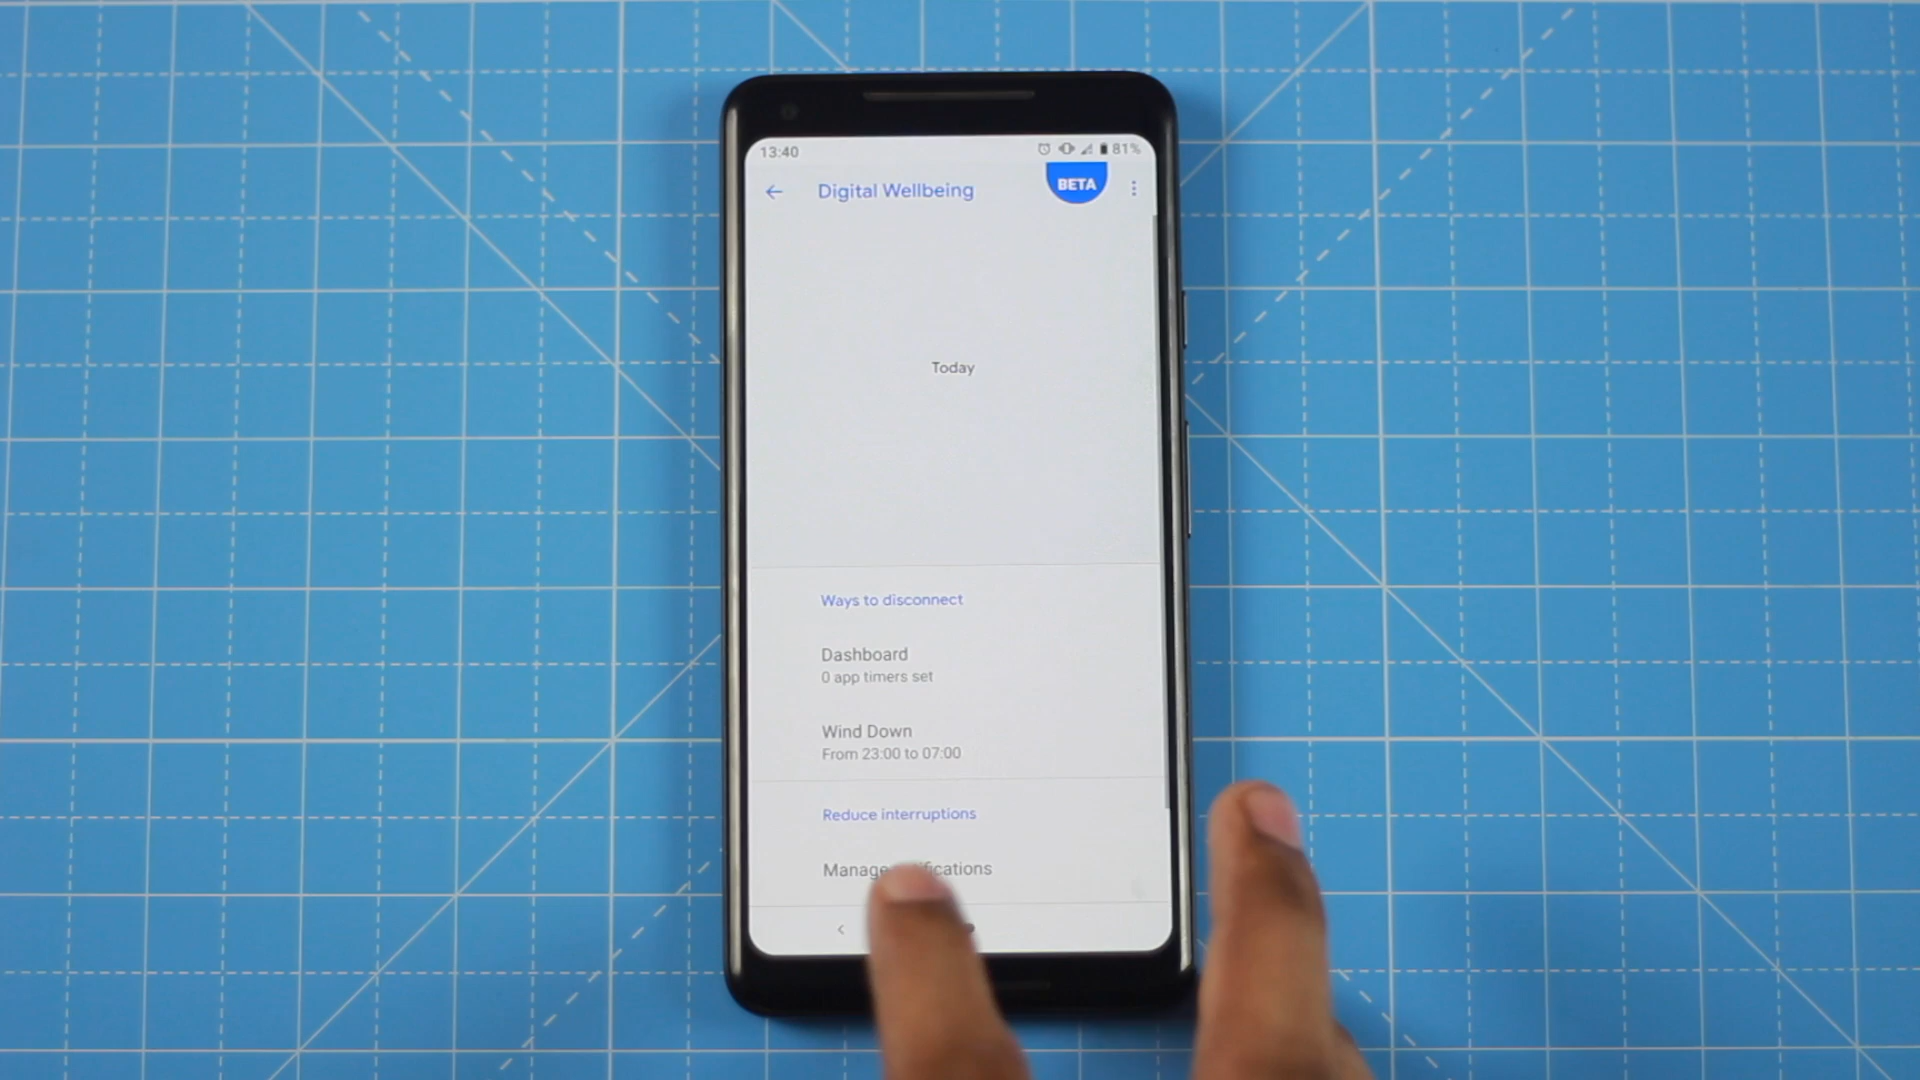 13:40
81%
Digital Wellbeing
BETA
Today
Ways to disconnect
Dashboard
0 app timers set
Wind Down
From 23:00 to 07:00
Reduce interruptions
Manage